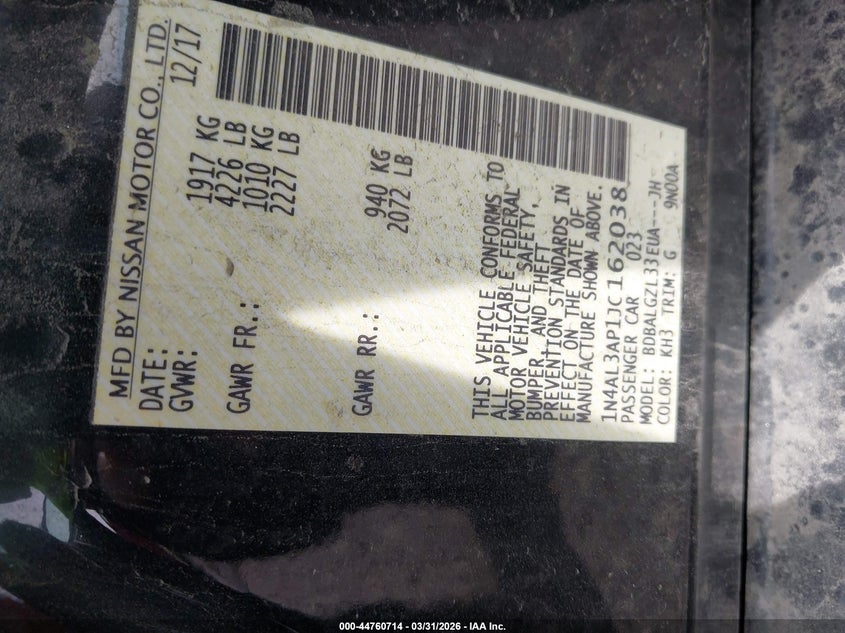 MFD BY NISSAN MOTOR CO., LTD.
DATE: 12/17
GVWR: 1917 KG
4226 LB
GAWR FR.: 1010 KG
2227 LB
GAWR RR.: 940 KG
2072 LB
THIS VEHICLE CONFORMS TO
ALL APPLICABLE FEDERAL
MOTOR VEHICLE SAFETY,
BUMPER, AND THEFT
PREVENTION STANDARDS IN
EFFECT ON THE DATE OF
MANUFACTURE SHOWN ABOVE.
1N4AL3AP1JC162038
PASSENGER CAR 023
MODEL: BDBALGZL33EUA---JH
COLOR: KH3 TRIM: G 9N00A
000-44760714 - 03/31/2026 - IAA Inc.